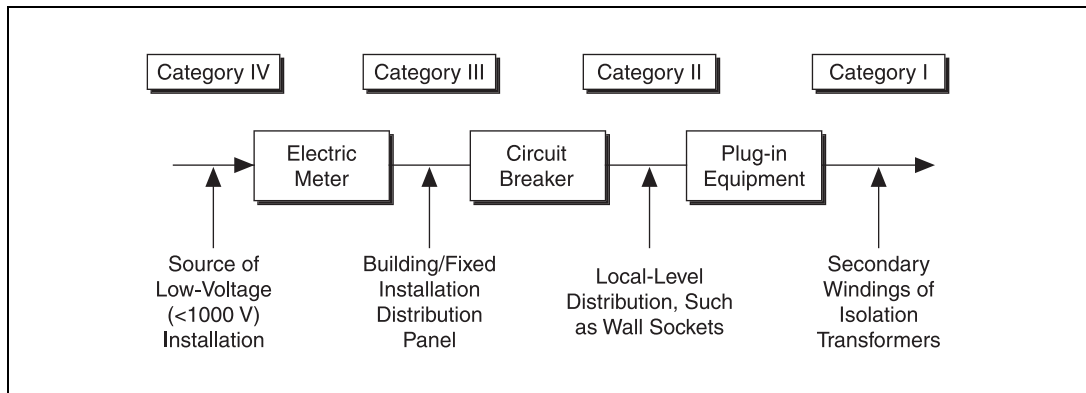 Category IV
Category III
Category II
Category I
Electric
Meter
Circuit
Breaker
Plug-in
Equipment
Source of
Low-Voltage
(<1000 V)
Installation
Building/Fixed
Installation
Distribution
Panel
Local-Level
Distribution, Such
as Wall Sockets
Secondary
Windings of
Isolation
Transformers